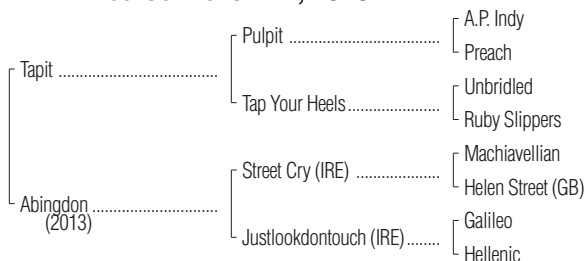 A.P. Indy
Pulpit
Preach
Tapit
Unbridled
Tap Your Heels
Ruby Slippers
Machiavellian
Street Cry (IRE)
Helen Street (GB)
Abingdon
(2013)
Galileo
Justlookdontouch (IRE)
Hellenic